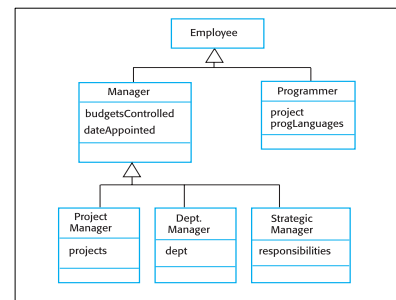 Employee
Manager
budgetsControlled
dateAppointed
Programmer
project
progLanguages
Project
Manager
projects
Dept.
Manager
dept
Strategic
Manager
responsibilities